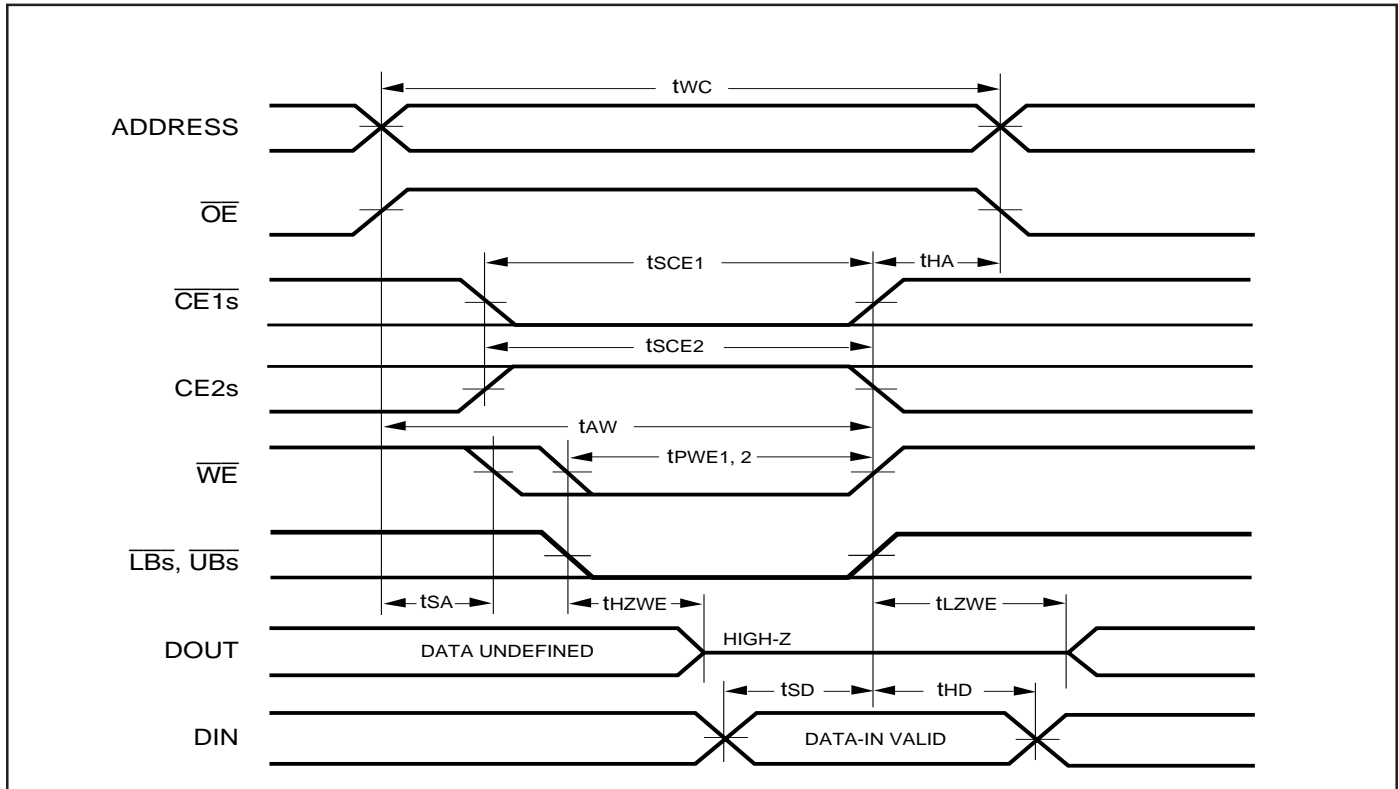 tWC
ADDRESS
OE
tSCE1
tHA
CE1s
tSCE2
CE2s
tAW
tPWE1, 2
WE
LBs, UBs
tSA
tHZWE
tLZWE
DOUT
DATA UNDEFINED
HIGH-Z
tSD
tHD
DIN
DATA-IN VALID